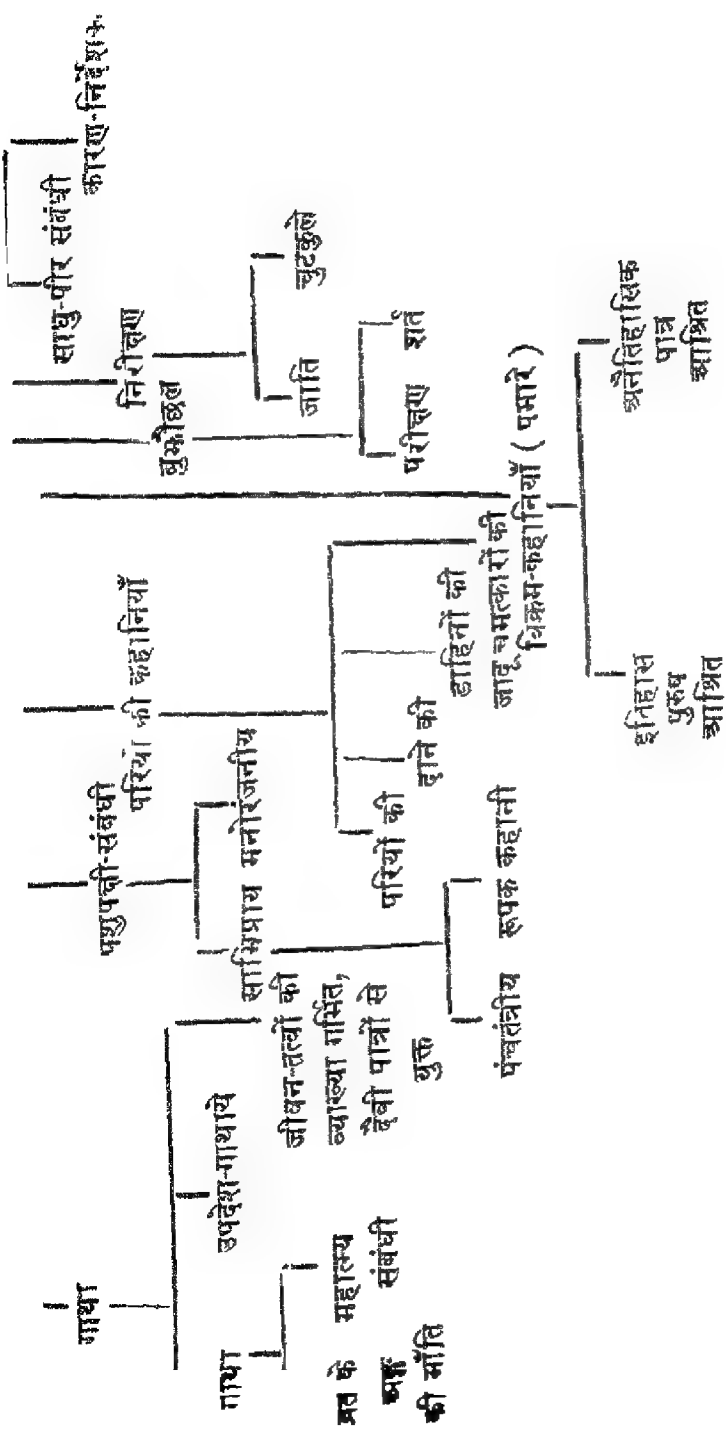 गाथा
गाथा
व्रत के
अङ्ग
की भाँति
महात्म्य
संबंधी
उपदेश-गाथायें
जीवन-तत्वों की
व्याख्या गर्भित,
दैवी पात्रों से
युक्त
पशुपक्षी-संबंधी
साभिप्राय
मनोरंजनीय
पंचतंत्रीय
रूपक कहानी
परियों की कहानियाँ
परियों की
दाने की
डाहिनों की
जादू चमत्कारों की
विक्रम-कहानियाँ ( पमारे )
इतिहास
पुरुष
आश्रित
अनैतिहासिक
पात्र
आश्रित
बुझौवल
परीक्षण
शर्त
निरीक्षण
जाति
चुटकुले
साधु-पीर संबंधी
कारण-निर्देशक